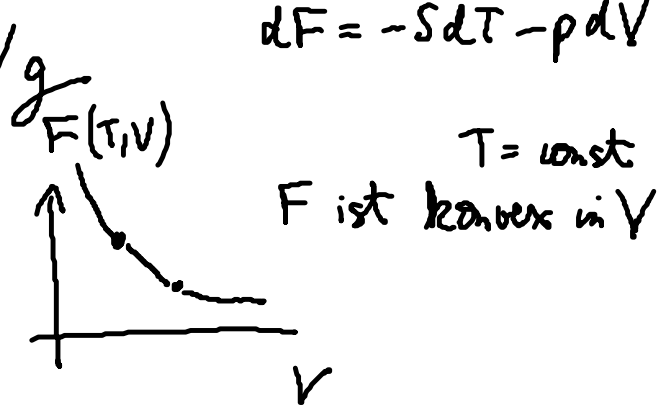 dF = -SdT - pdV
g
F(T,V)
T = const
F ist konvex in V
V